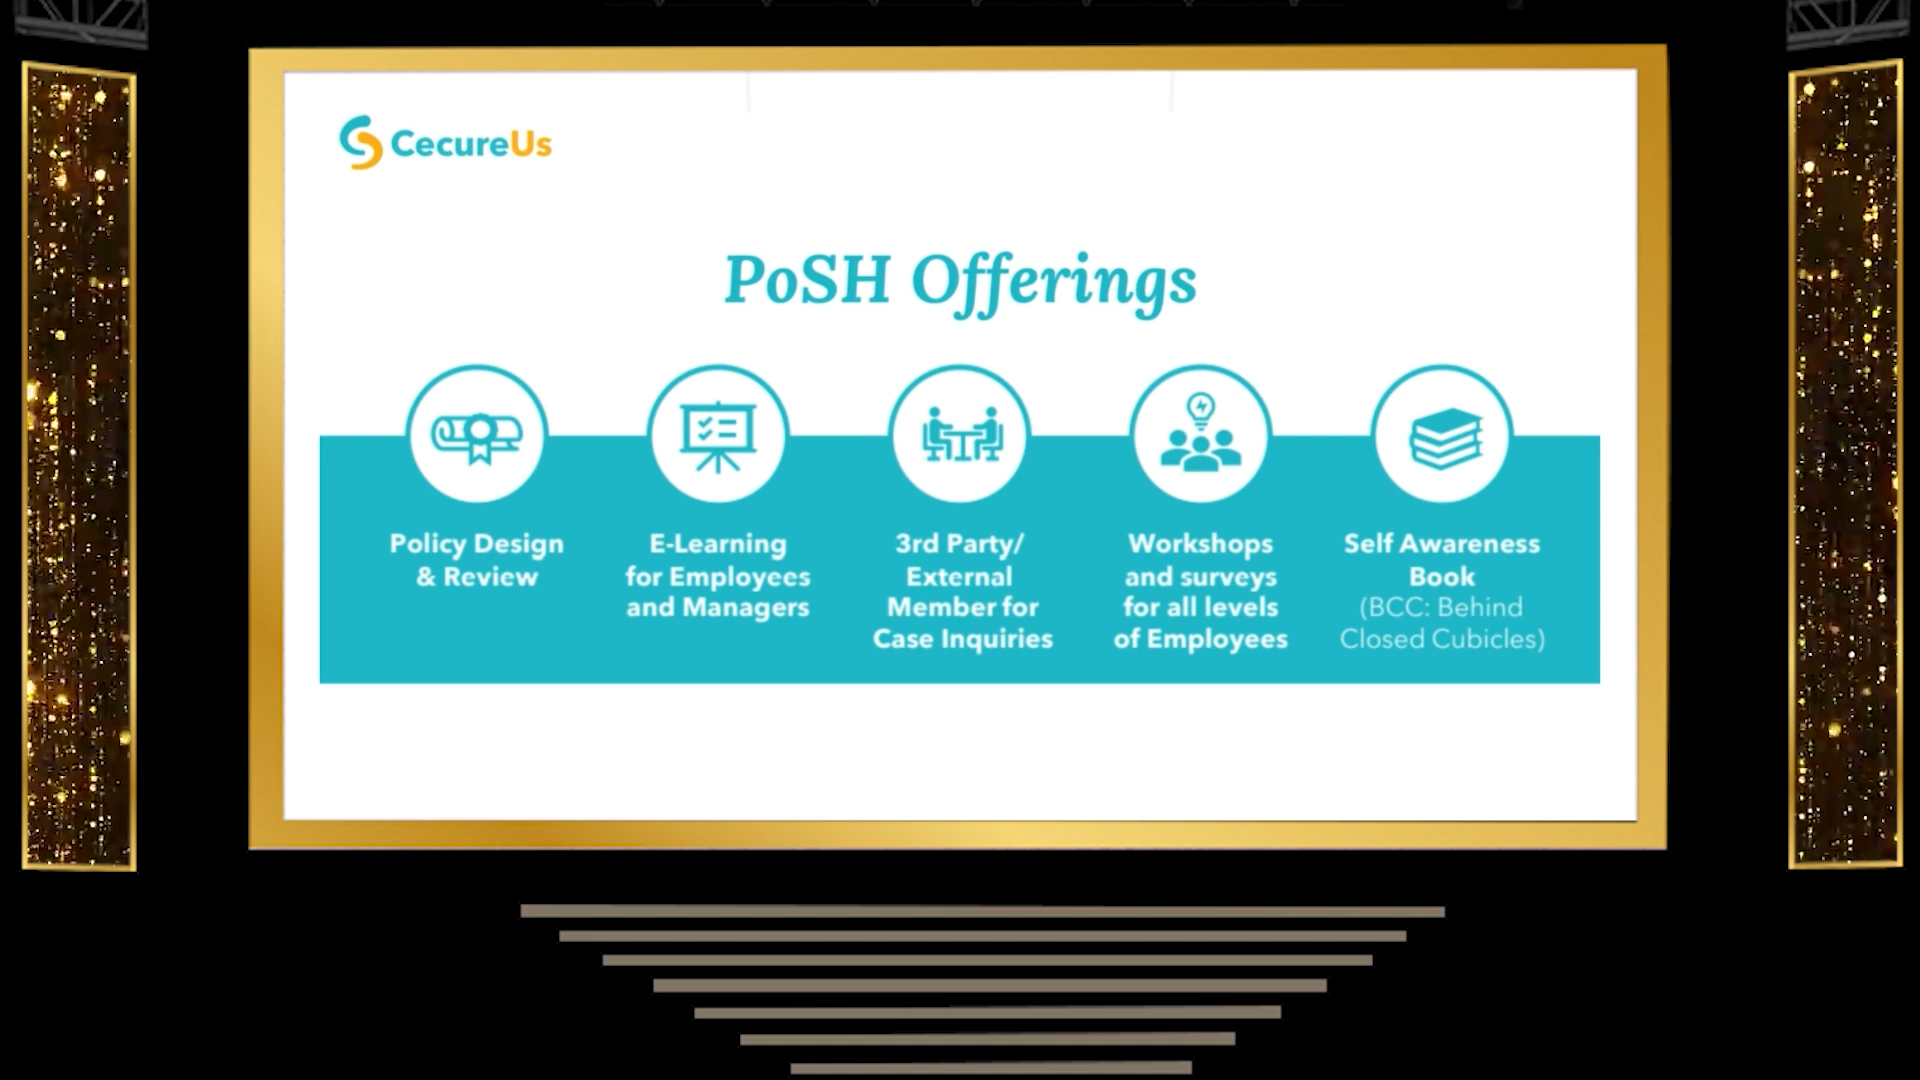 CecureUs
PoSH Offerings
Policy Design
& Review
E-Learning
for Employees
and Managers
3rd Party/
External
Member for
Case Inquiries
Workshops
and surveys
for all levels
of Employees
Self Awareness
Book
(BCC: Behind
Closed Cubicles)